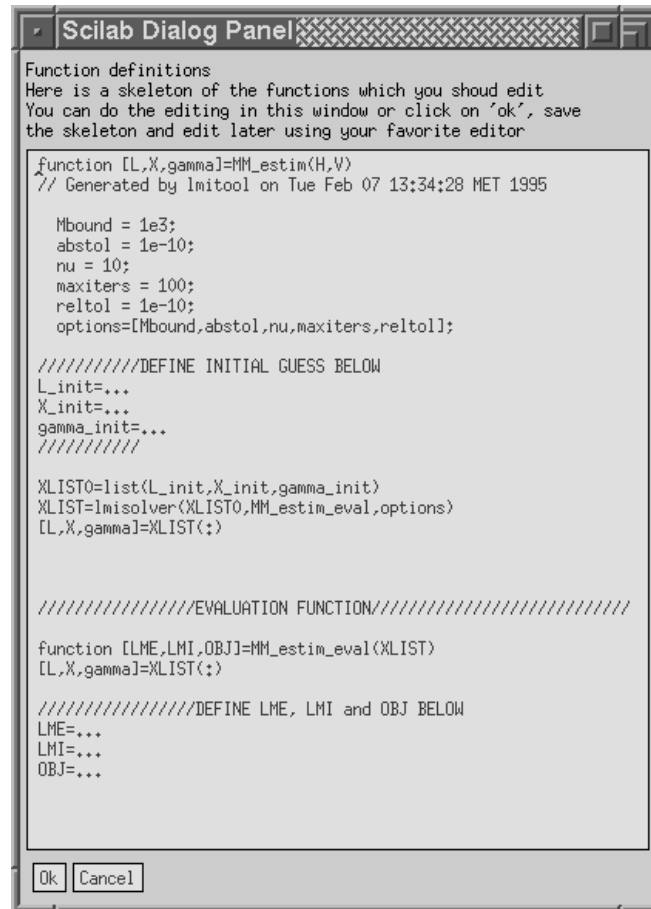 Scilab Dialog Panel
Function definitions
Here is a skeleton of the functions which you shoud edit
You can do the editing in this window or click on 'ok', save
the skeleton and edit later using your favorite editor
function [L,X,gamma]=MM_estim(H,V)
// Generated by lmitool on Tue Feb 07 13:34:28 MET 1995
Mbound = 1e3;
abstol = 1e-10;
nu = 10;
maxiters = 100;
reltol = 1e-10;
options=[Mbound,abstol,nu,maxiters,reltol];
///////////DEFINE INITIAL GUESS BELOW
L_init=...
X_init=...
gamma_init=...
///////////
XLIST0=list(L_init,X_init,gamma_init)
XLIST=lmisolver(XLIST0,MM_estim_eval,options)
[L,X,gamma]=XLIST(:)
/////////////////EVALUATION FUNCTION////////////////////////////
function [LME,LMI,OBJ]=MM_estim_eval(XLIST)
[L,X,gamma]=XLIST(:)
/////////////////DEFINE LME, LMI and OBJ BELOW
LME=...
LMI=...
OBJ=...
Ok Cancel